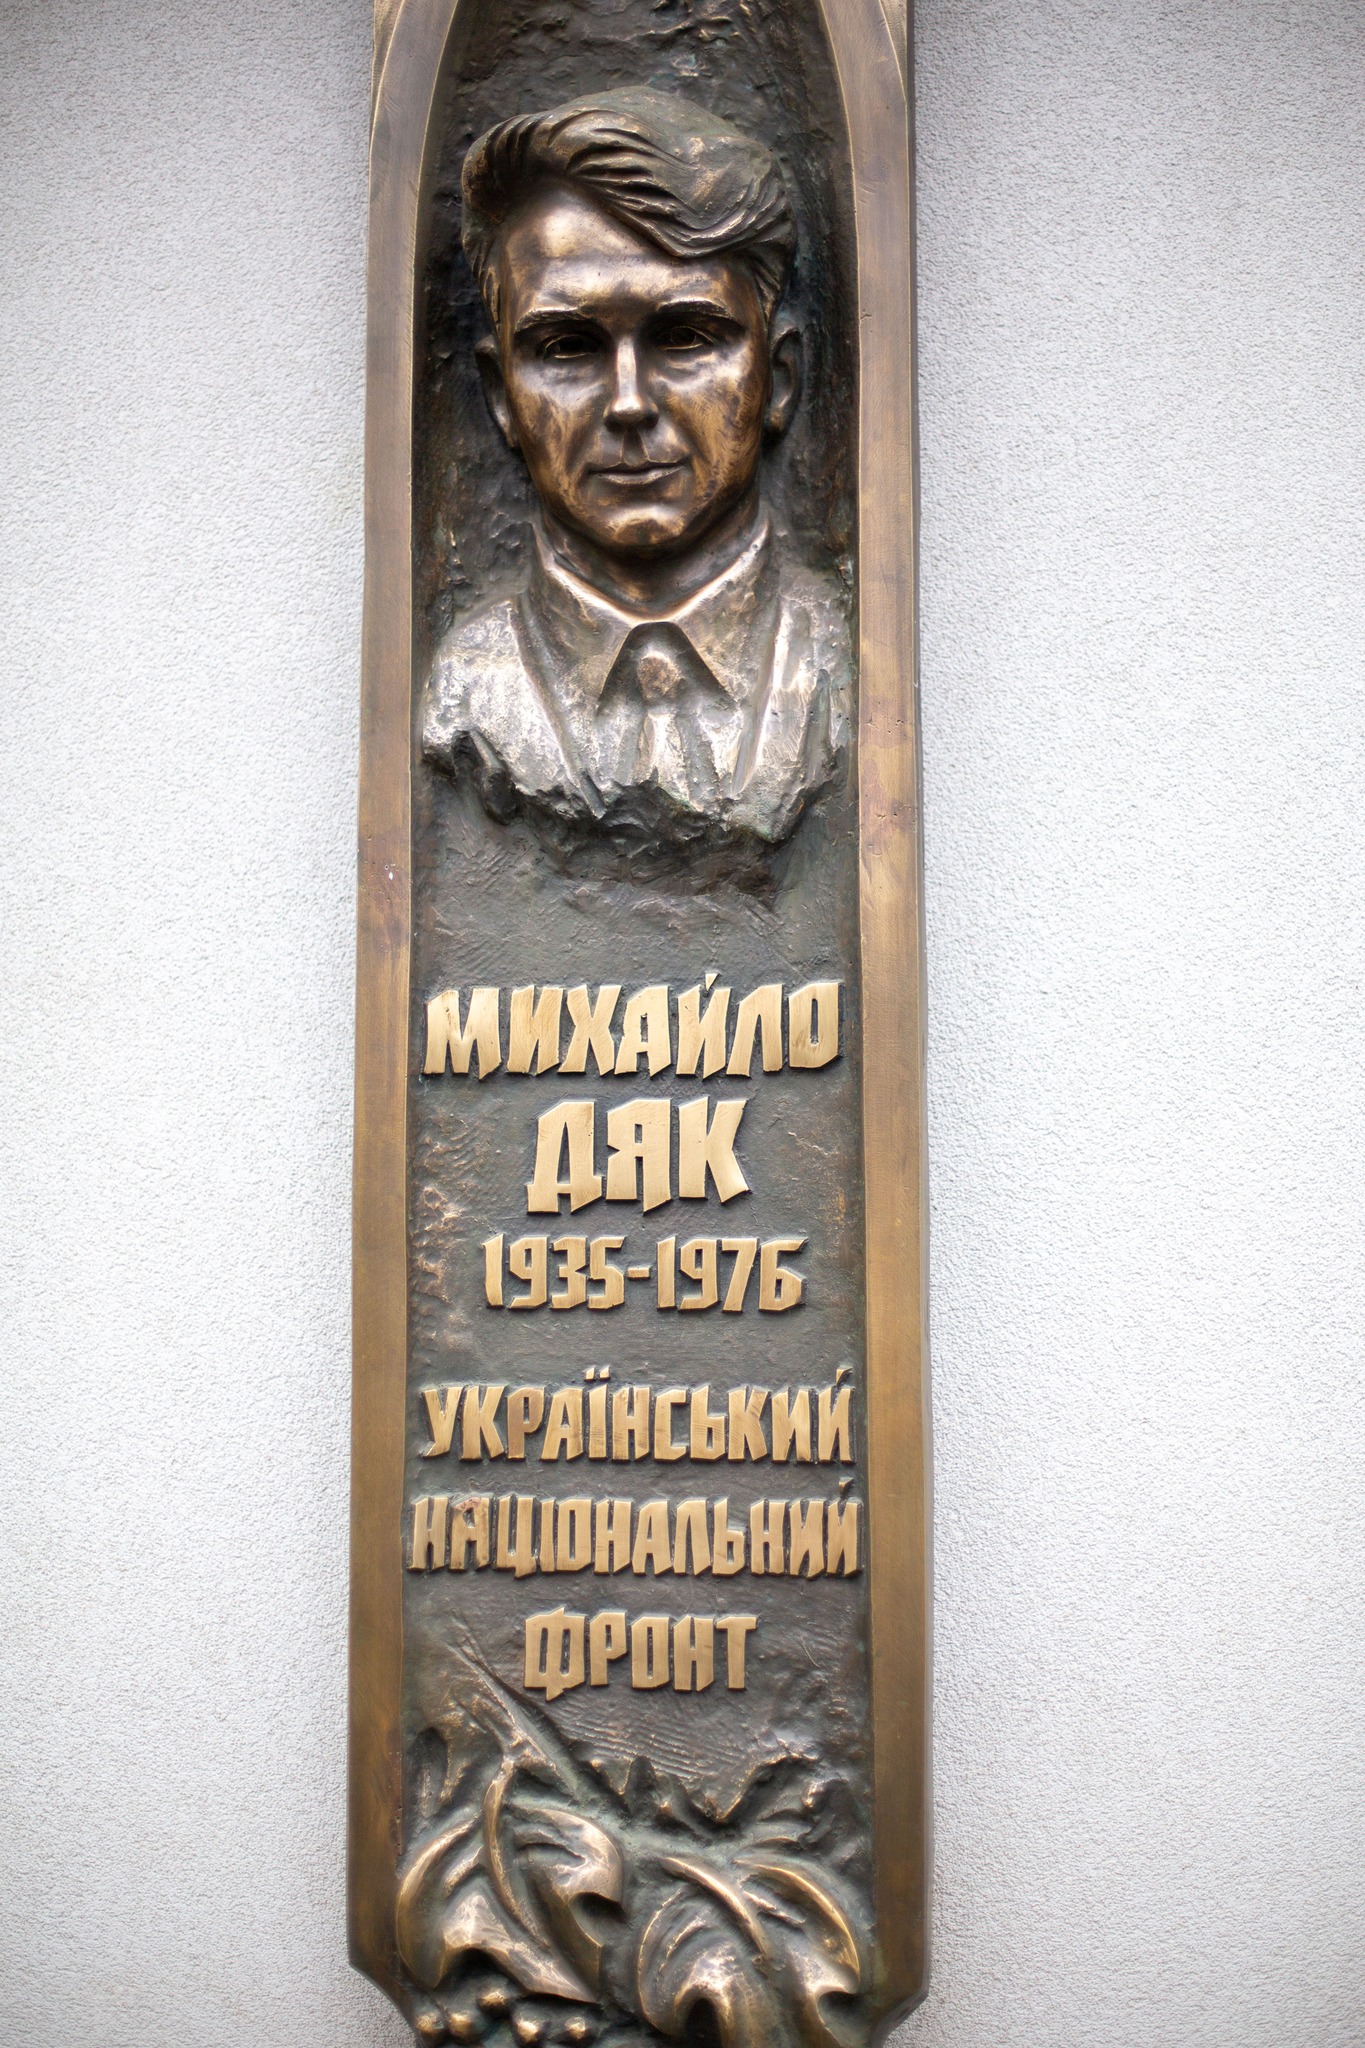 МИХАЙЛО
ДЯК
1935-1976
УКРАЇНСЬКИЙ
НАЦІОНАЛЬНИЙ
ФРОНТ